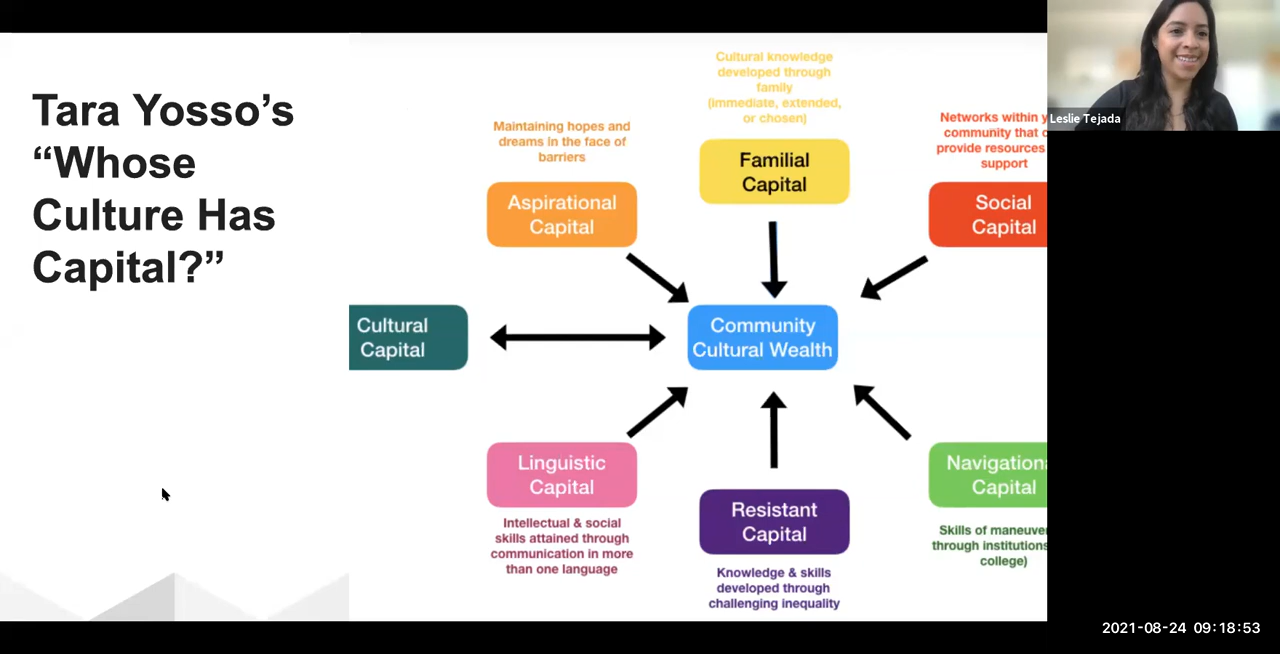 Tara Yosso’s
“Whose
Culture Has
Capital?”
Cultural knowledge
developed through
family
(immediate, extended,
or chosen)
Familial
Capital
Maintaining hopes and
dreams in the face of
barriers
Aspirational
Capital
Networks within
community that
provide resources
support
Social
Capital
Cultural
Capital
Community
Cultural Wealth
Linguistic
Capital
Intellectual & social
skills attained through
communication in more
than one language
Resistant
Capital
Knowledge & skills
developed through
challenging inequality
Capital
Skills of
through institutions
college)
Leslie Tejada
2021-08-24 09:18:53